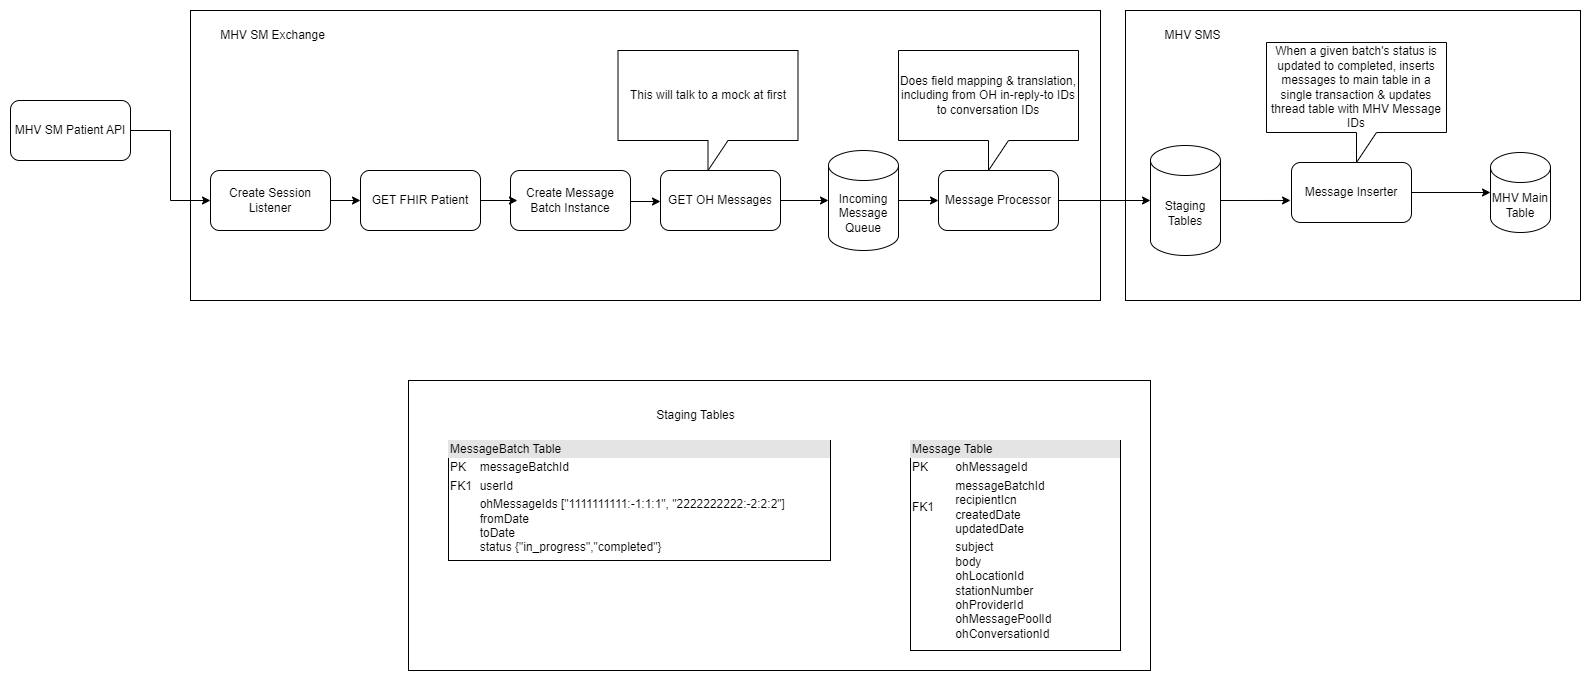 MHV SM Exchange
MHV SMS
When a given batch's status is
updated to completed, inserts
messages to main table in a
single transaction & updates
thread table with MHV Message
IDs
This will talk to a mock at first
Does field mapping & translation,
including from OH in-reply-to IDs
to conversation IDs
MHV SM Patient API
Create Session
Listener
GET FHIR Patient
Create Message
Batch Instance
GET OH Messages
Incoming
Message
Queue
Message Processor
Staging
Tables
Message Inserter
MHV Main
Table
Staging Tables
MessageBatch Table
PK messageBatchId
FK1 userId
ohMessageIds ["1111111111:-1:1:1", "2222222222:-2:2:2"]
fromDate
toDate
status {"in_progress","completed"}
Message Table
PK ohMessageId
messageBatchId
recipientIcn
FK1
createdDate
updatedDate
subject
body
ohLocationId
stationNumber
ohProviderId
ohMessagePoolId
ohConversationId